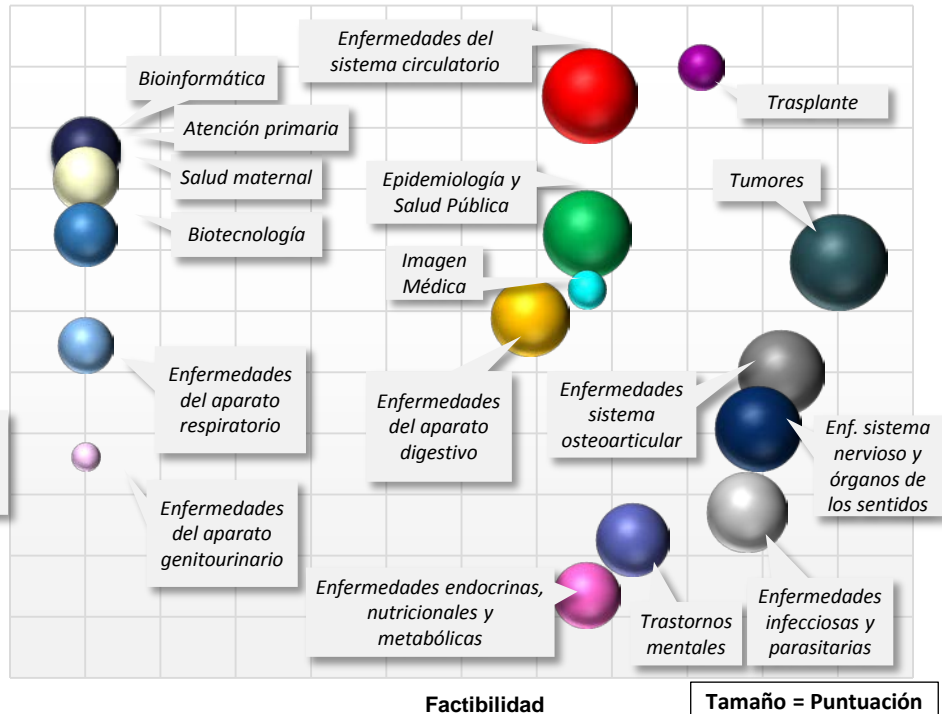 Enfermedades del
sistema circulatorio
Bioinformática
Trasplante
Atención primaria
Salud maternal
Epidemiología y
Salud Pública
Tumores
Biotecnología
Imagen
Médica
Enfermedades
del aparato
respiratorio
Enfermedades
del aparato
digestivo
Enfermedades
sistema
osteoarticular
Enf. sistema
nervioso y
órganos de
los sentidos
Enfermedades
del aparato
genitourinario
Enfermedades endocrinas,
nutricionales y
metabólicas
Trastornos
mentales
Enfermedades
infecciosas y
parasitarias
Factibilidad
Tamaño = Puntuación